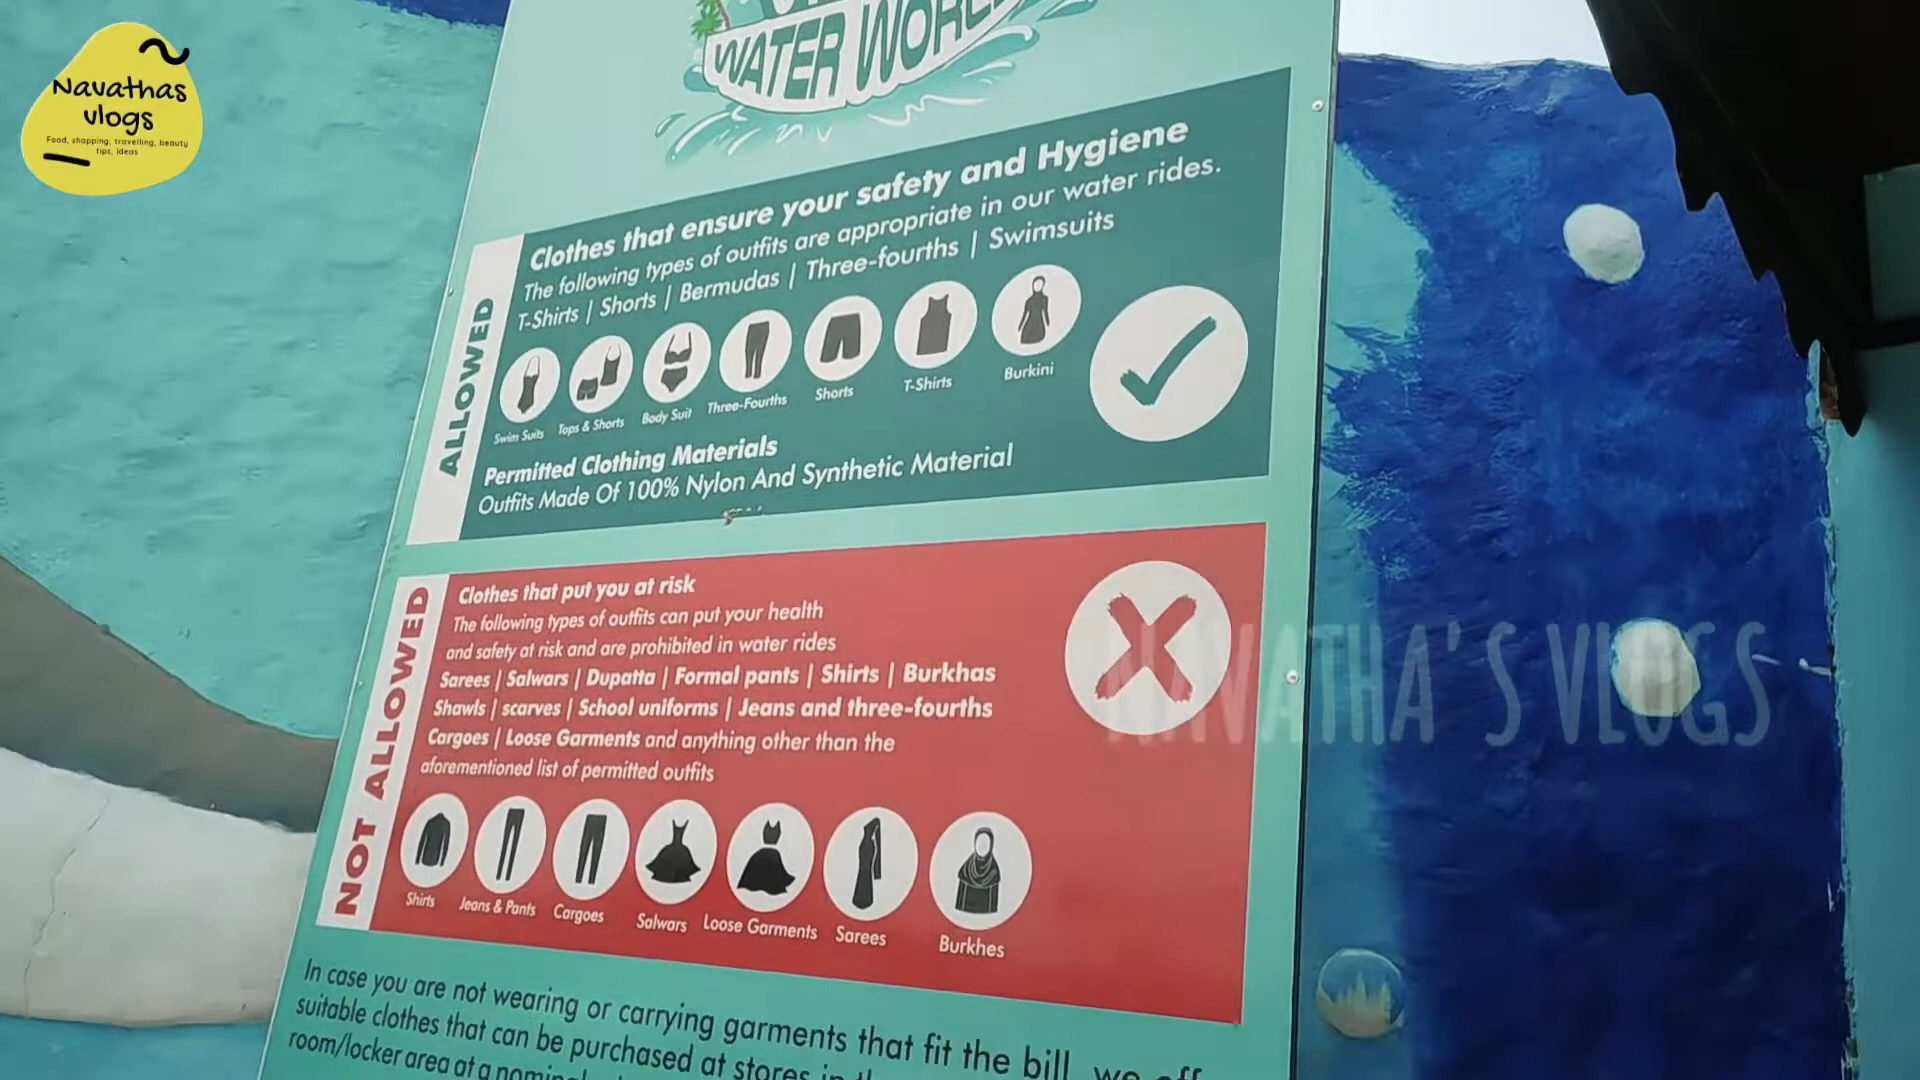 Navathas
vlogs
Food, shopping, travelling, beauty
tips, ideas
WATER WORLD
ALLOWED
Clothes that ensure your safety and Hygiene
The following types of outfits are appropriate in our water rides.
T-Shirts | Shorts | Bermudas | Three-fourths | Swimsuits
Swim Suits Tops & Shorts Body Suit Three-Fourths Shorts T-Shirts Burkini
Permitted Clothing Materials
Outfits Made Of 100% Nylon And Synthetic Material
NOT ALLOWED
Clothes that put you at risk
The following types of outfits can put your health
and safety at risk and are prohibited in water rides
Sarees | Salwars | Dupatta | Formal pants | Shirts | Burkhas
Shawls | scarves | School uniforms | Jeans and three-fourths
Cargoes | Loose Garments and anything other than the
aforementioned list of permitted outfits
Shirts Jeans & Pants Cargoes Salwars Loose Garments Sarees Burkhes
NAVATHA'S VLOGS
In case you are not wearing or carrying garments that fit the bill, we
suitable clothes that can be purchased at stores in
room/locker area at a